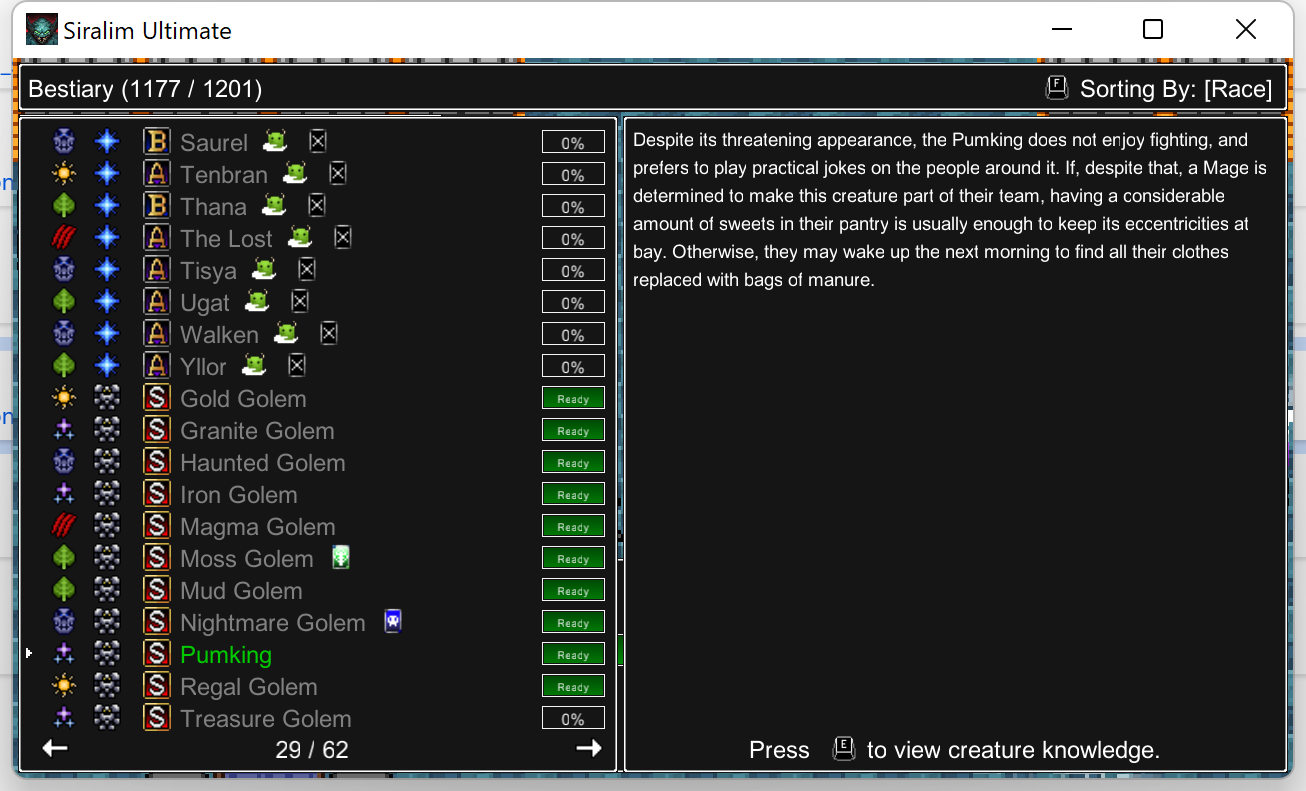 Siralim Ultimate
Bestiary (1177 / 1201)
F Sorting By: [Race]
B Saurel 0%
A Tenbran 0%
B Thana 0%
A The Lost 0%
A Tisya 0%
A Ugat 0%
A Walken 0%
A Yllor 0%
S Gold Golem Ready
S Granite Golem Ready
S Haunted Golem Ready
S Iron Golem Ready
S Magma Golem Ready
S Moss Golem Ready
S Mud Golem Ready
S Nightmare Golem Ready
S Pumking Ready
S Regal Golem Ready
S Treasure Golem 0%
29 / 62
Despite its threatening appearance, the Pumking does not enjoy fighting, and
prefers to play practical jokes on the people around it. If, despite that, a Mage is
determined to make this creature part of their team, having a considerable
amount of sweets in their pantry is usually enough to keep its eccentricities at
bay. Otherwise, they may wake up the next morning to find all their clothes
replaced with bags of manure.
Press E to view creature knowledge.